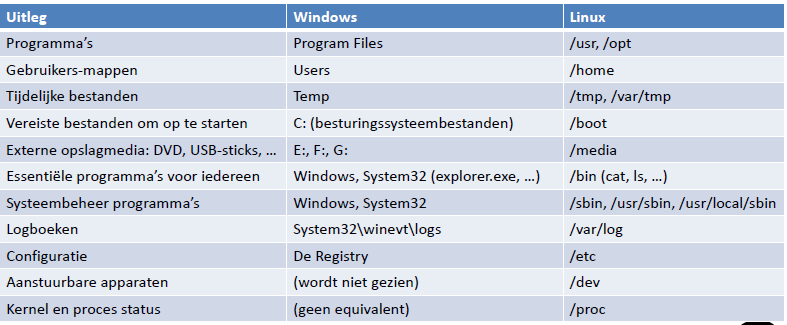 Uitleg Windows Linux
Programma’s Program Files /usr, /opt
Gebruikers-mappen Users /home
Tijdelijke bestanden Temp /tmp, /var/tmp
Vereiste bestanden om op te starten C: (besturingssysteembestanden) /boot
Externe opslagmedia: DVD, USB-sticks, … E:, F:, G: /media
Essentiële programma’s voor iedereen Windows, System32 (explorer.exe, …) /bin (cat, ls, …)
Systeembeheer programma’s Windows, System32 /sbin, /usr/sbin, /usr/local/sbin
Logboeken System32\winevt\logs /var/log
Configuratie De Registry /etc
Aanstuurbare apparaten (wordt niet gezien) /dev
Kernel en proces status (geen equivalent) /proc